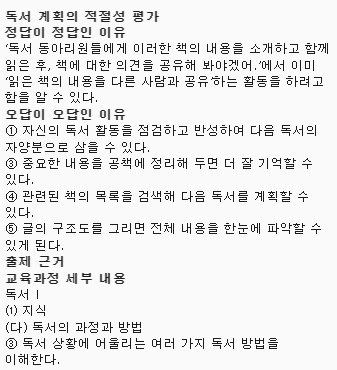 독서 계획의 적절성 평가
정답이 정답인 이유
‘독서 동아리원들에게 이러한 책의 내용을 소개하고 함께
읽은 후, 책에 대한 의견을 공유해 봐야겠어.’에서 이미
‘읽은 책의 내용을 다른 사람과 공유’하는 활동을 하려고
함을 알 수 있다.
오답이 오답인 이유
① 자신의 독서 활동을 점검하고 반성하여 다음 독서의
자양분으로 삼을 수 있다.
③ 중요한 내용을 공책에 정리해 두면 더 잘 기억할 수
있다.
④ 관련된 책의 목록을 검색해 다음 독서를 계획할 수
있다.
⑤ 글의 구조도를 그리면 전체 내용을 한눈에 파악할 수
있게 된다.
출제 근거
교육과정 세부 내용
독서 Ⅰ
⑴ 지식
(다) 독서의 과정과 방법
③ 독서 상황에 어울리는 여러 가지 독서 방법을
이해한다.